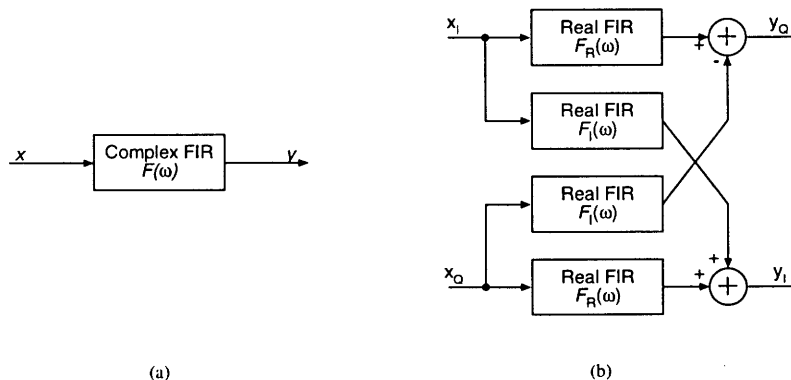 x
Complex FIR
F(ω)
y
(a)
x_I
Real FIR
F_R(ω)
+
-
+
y_Q
Real FIR
F_I(ω)
Real FIR
F_I(ω)
x_Q
Real FIR
F_R(ω)
+
+
+
y_I
(b)